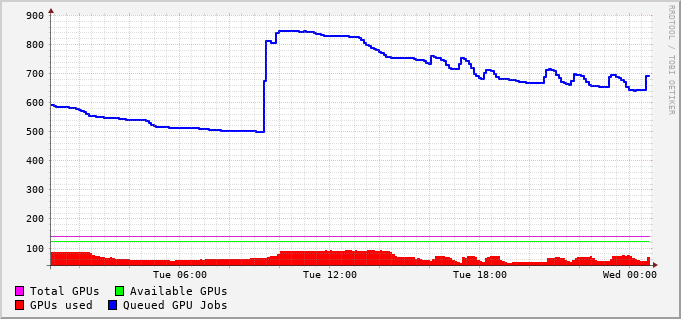 900
800
700
600
500
400
300
200
100
Tue 06:00 Tue 12:00 Tue 18:00 Wed 00:00
Total GPUs Available GPUs
GPUs used Queued GPU Jobs
RRDTOOL / TOBI OETIKER